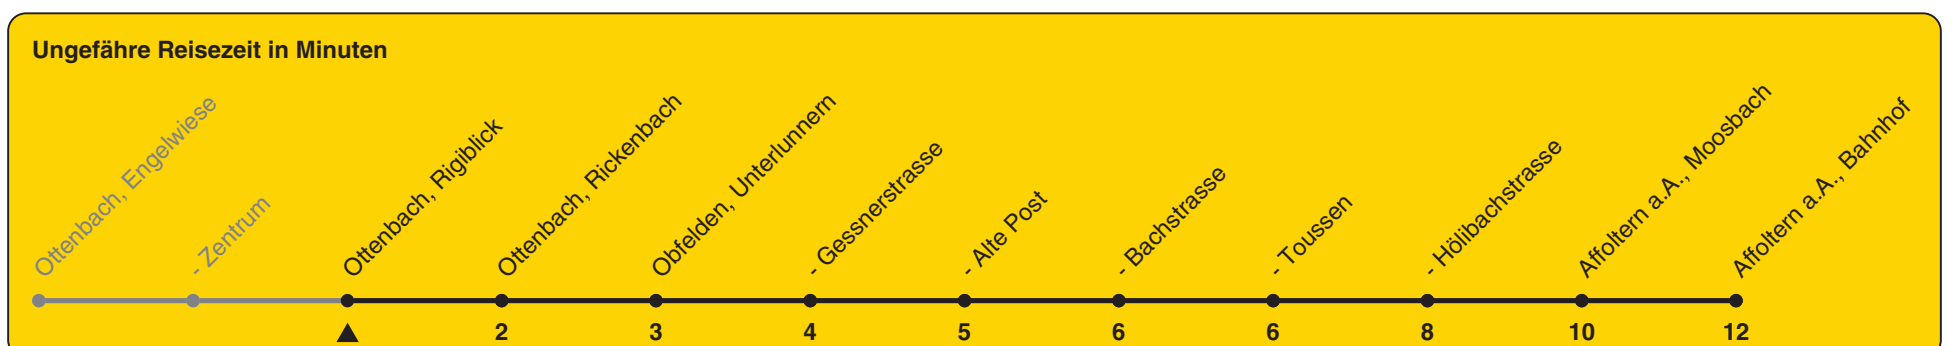 Ungefähre Reisezeit in Minuten
Ottenbach, Engelwiese
- Zentrum
Ottenbach, Rigiblick
Ottenbach, Rickenbach
Obfelden, Unterlunnern
- Gessnerstrasse
- Alte Post
- Bachstrasse
- Toussen
- Hölibachstrasse
Affoltern a.A., Moosbach
Affoltern a.A., Bahnhof
2 3 4 5 6 6 8 10 12